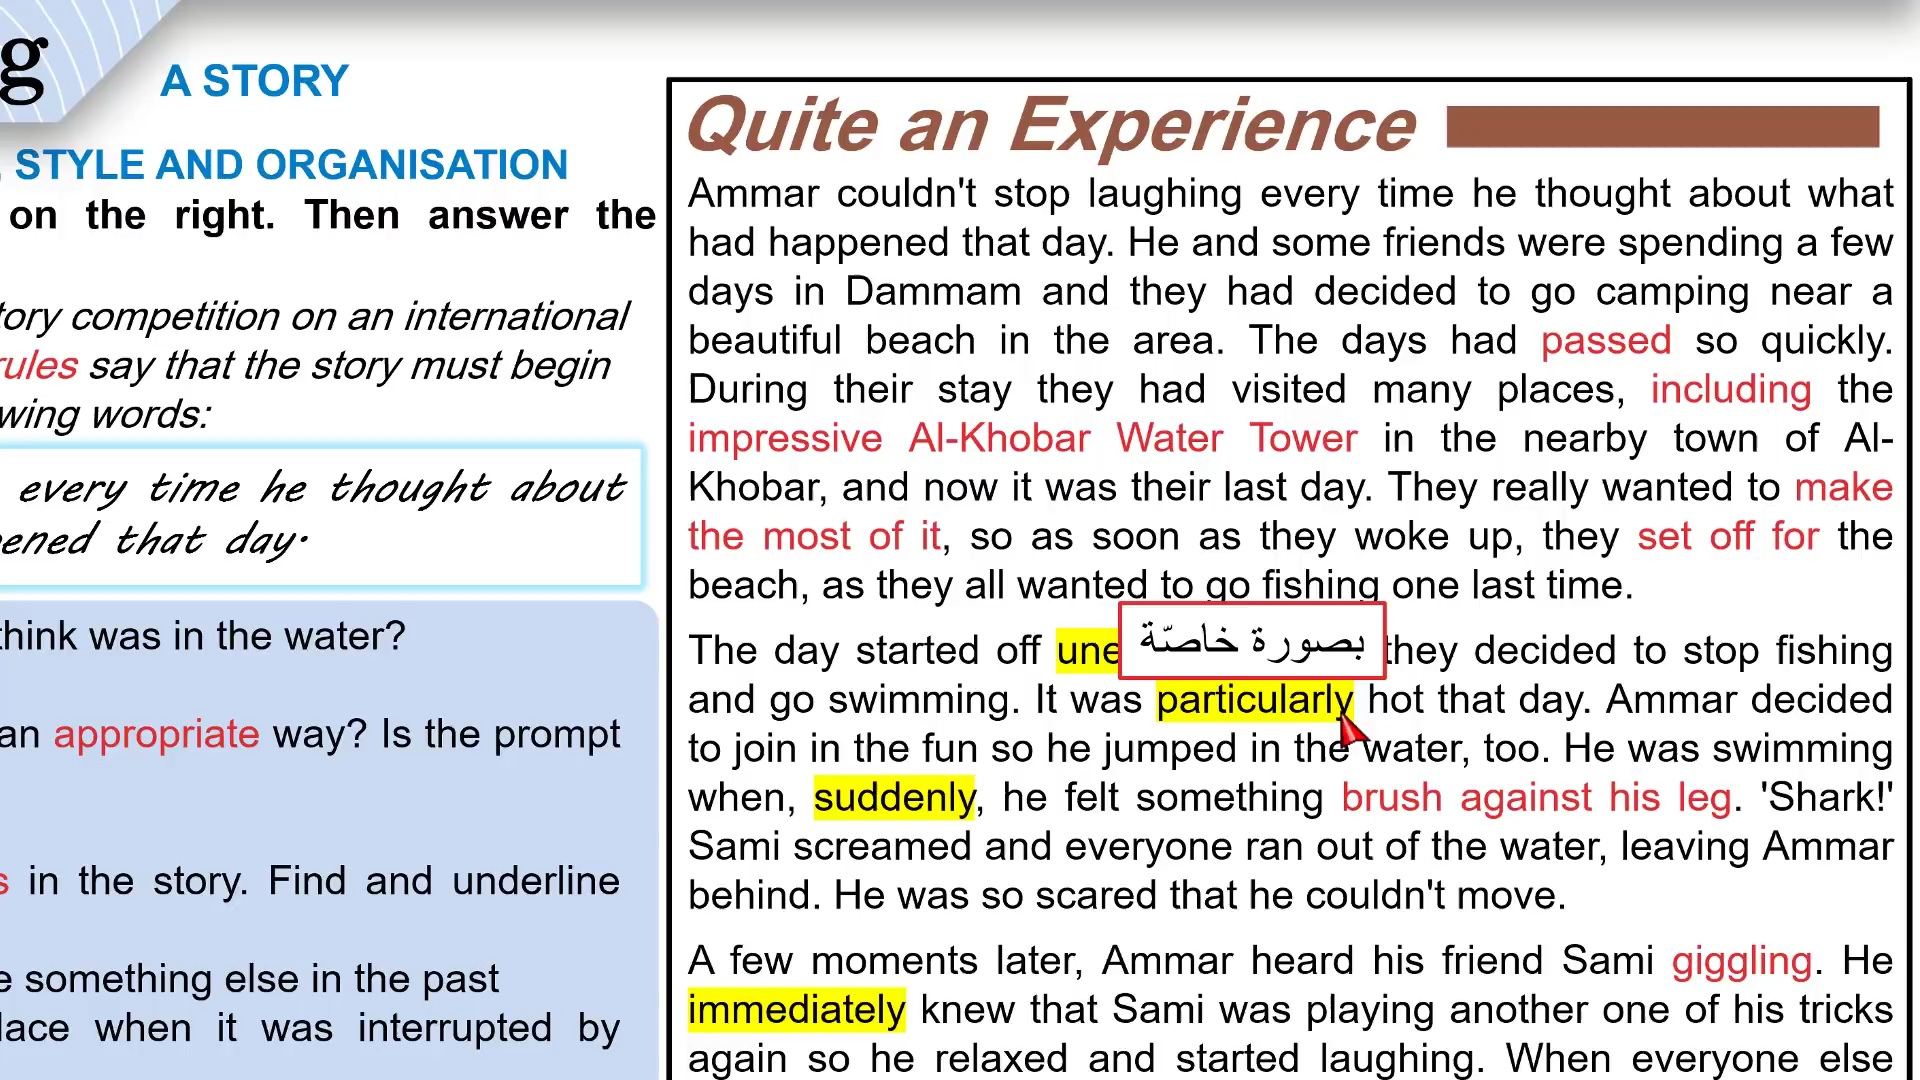 g
A STORY
STYLE AND ORGANISATION
on the right. Then answer the
tory competition on an international
rules say that the story must begin
wing words:
every time he thought about
ened that day.
think was in the water?
an appropriate way? Is the prompt
s in the story. Find and underline
e something else in the past
lace when it was interrupted by
Quite an Experience
Ammar couldn't stop laughing every time he thought about what
had happened that day. He and some friends were spending a few
days in Dammam and they had decided to go camping near a
beautiful beach in the area. The days had passed so quickly.
During their stay they had visited many places, including the
impressive Al-Khobar Water Tower in the nearby town of Al-
Khobar, and now it was their last day. They really wanted to make
the most of it, so as soon as they woke up, they set off for the
beach, as they all wanted to go fishing one last time.
بصورة خاصّة
The day started off une they decided to stop fishing
and go swimming. It was particularly hot that day. Ammar decided
to join in the fun so he jumped in the water, too. He was swimming
when, suddenly, he felt something brush against his leg. 'Shark!'
Sami screamed and everyone ran out of the water, leaving Ammar
behind. He was so scared that he couldn't move.
A few moments later, Ammar heard his friend Sami giggling. He
immediately knew that Sami was playing another one of his tricks
again so he relaxed and started laughing. When everyone else